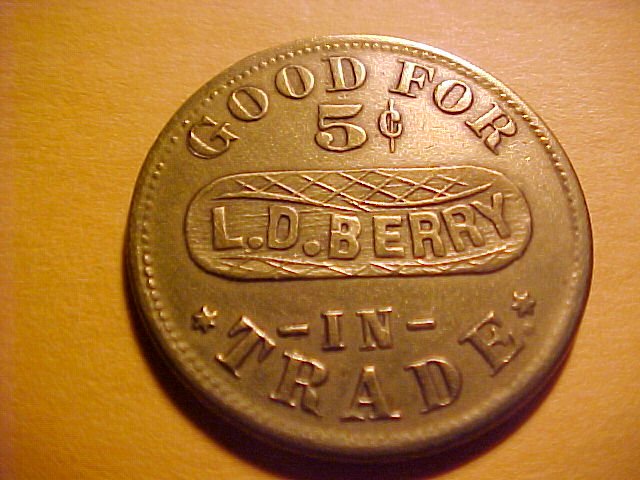 GOOD FOR
5¢
L.D. BERRY
- IN -
TRADE